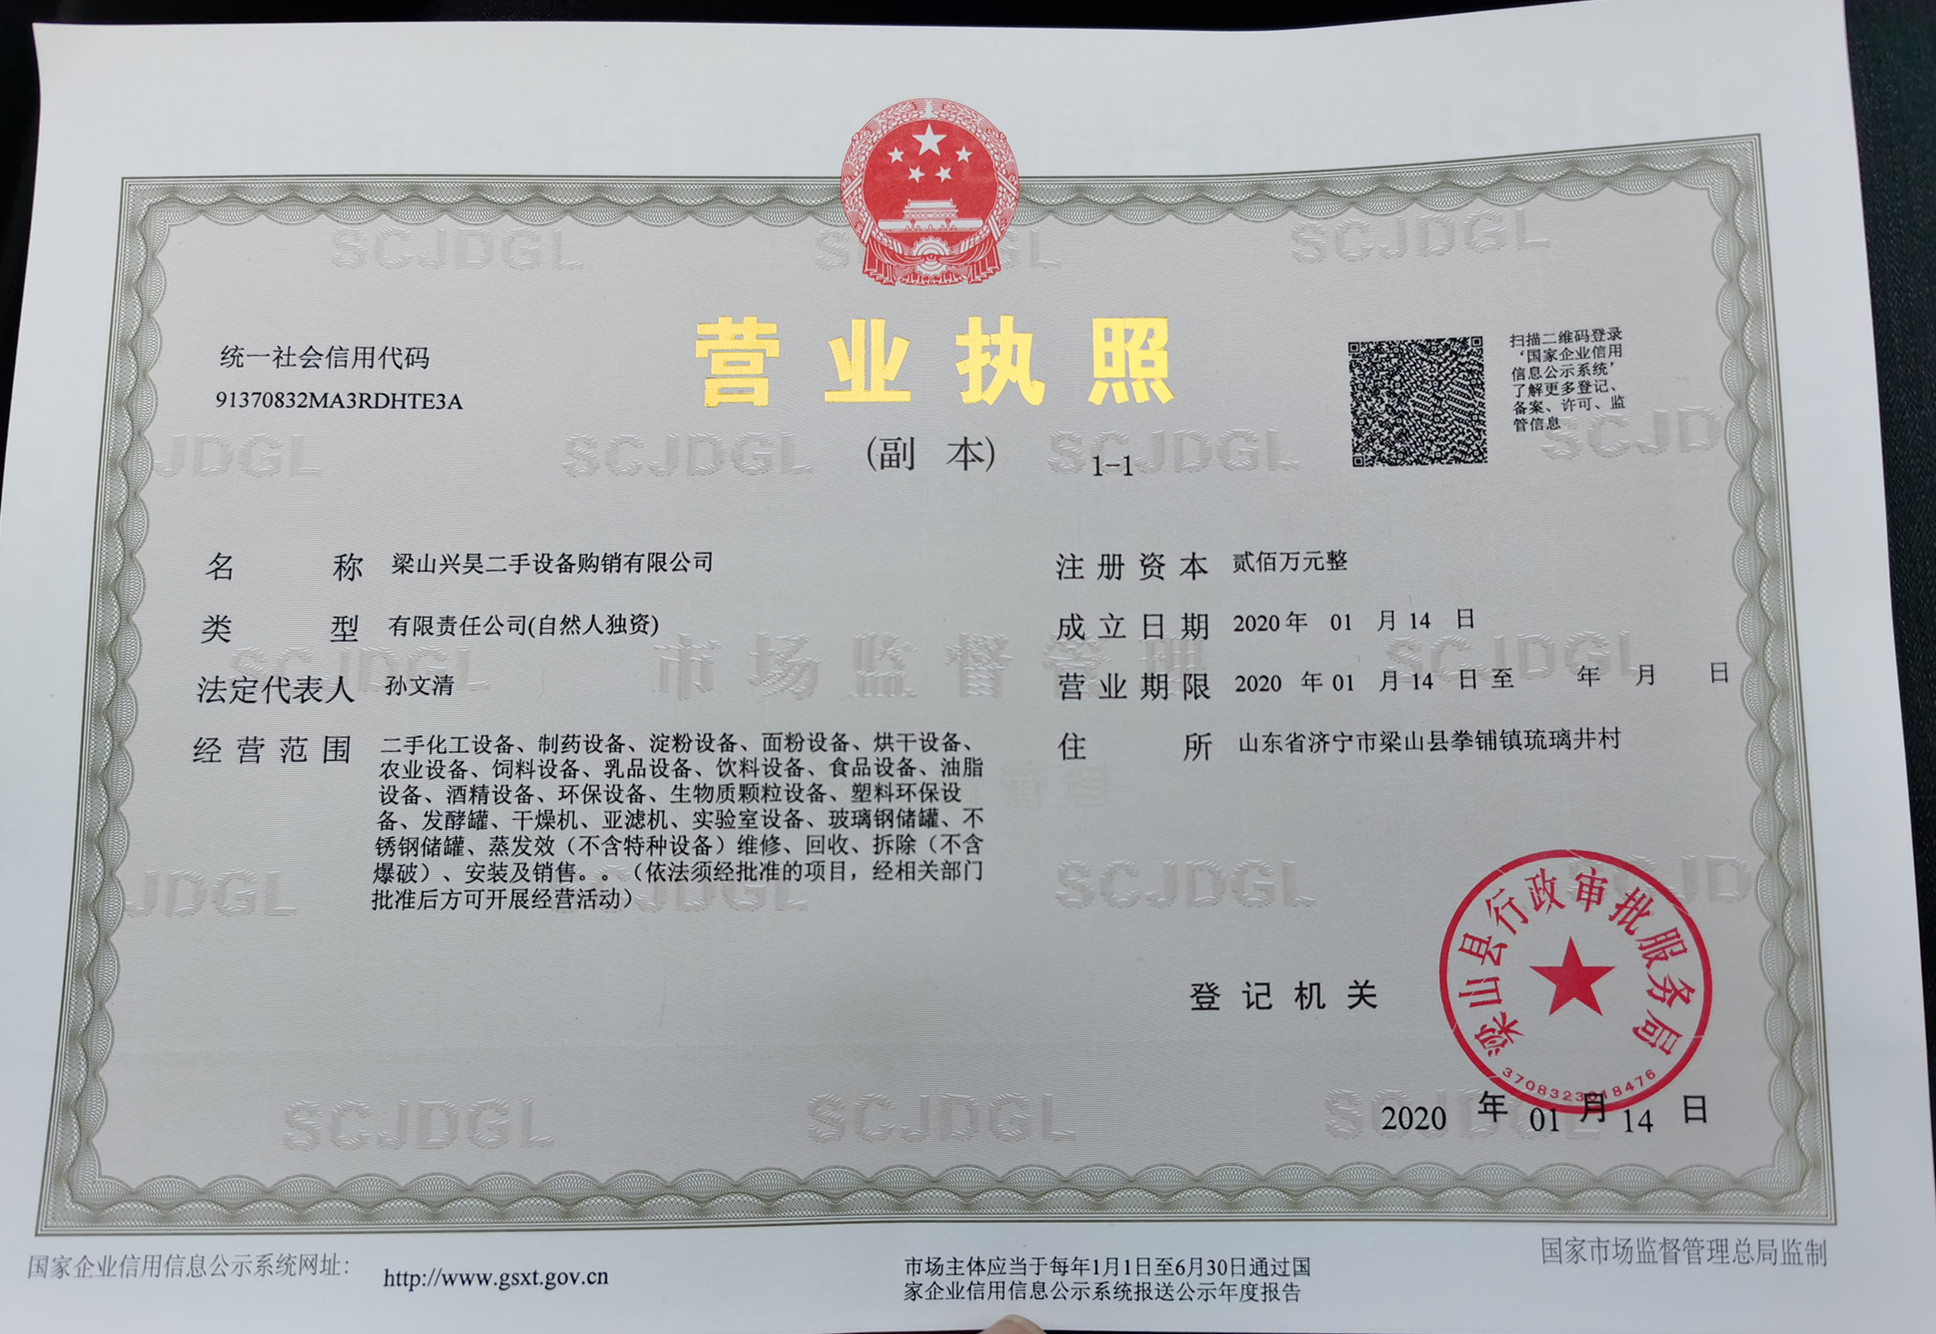 营业执照
(副 本)
1-1
统一社会信用代码
91370832MA3RDHTE3A
扫描二维码登录
‘国家企业信用
信息公示系统’
了解更多登记、
备案、许可、监
管信息
名 称 梁山兴昊二手设备购销有限公司
类 型 有限责任公司(自然人独资)
法定代表人 孙文清
经营范围 二手化工设备、制药设备、淀粉设备、面粉设备、烘干设备、
农业设备、饲料设备、乳品设备、饮料设备、食品设备、油脂
设备、酒精设备、环保设备、生物质颗粒设备、塑料环保设
备、发酵罐、干燥机、亚滤机、实验室设备、玻璃钢储罐、不
锈钢储罐、蒸发效（不含特种设备）维修、回收、拆除（不含
爆破）、安装及销售。。（依法须经批准的项目，经相关部门
批准后方可开展经营活动）
注册资本 贰佰万元整
成立日期 2020年 01 月 14 日
营业期限 2020 年 01 月 14 日 至 年 月 日
住 所 山东省济宁市梁山县拳铺镇琉璃井村
登记机关
梁山县行政审批服务局
3708323018476
2020 年 01 月 14 日
国家企业信用信息公示系统网址： http://www.gsxt.gov.cn
市场主体应当于每年1月1日至6月30日通过国
家企业信用信息公示系统报送公示年度报告
国家市场监督管理总局监制
SCJDGL
市场监督管理